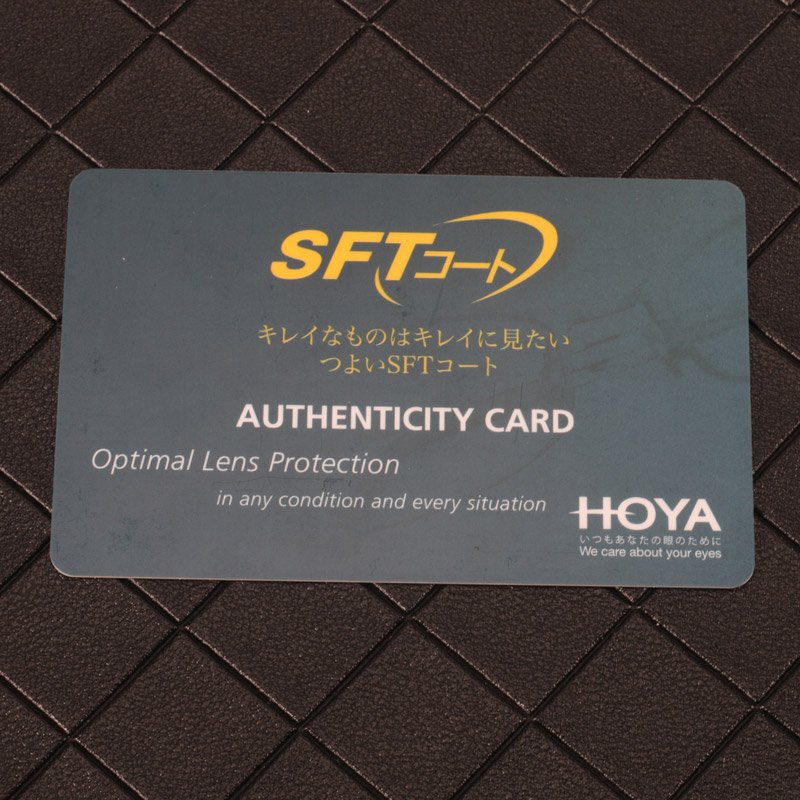 SFTコート
キレイなものはキレイに見たい
つよいSFTコート
AUTHENTICITY CARD
Optimal Lens Protection
in any condition and every situation
HOYA
いつもあなたの眼のために
We care about your eyes